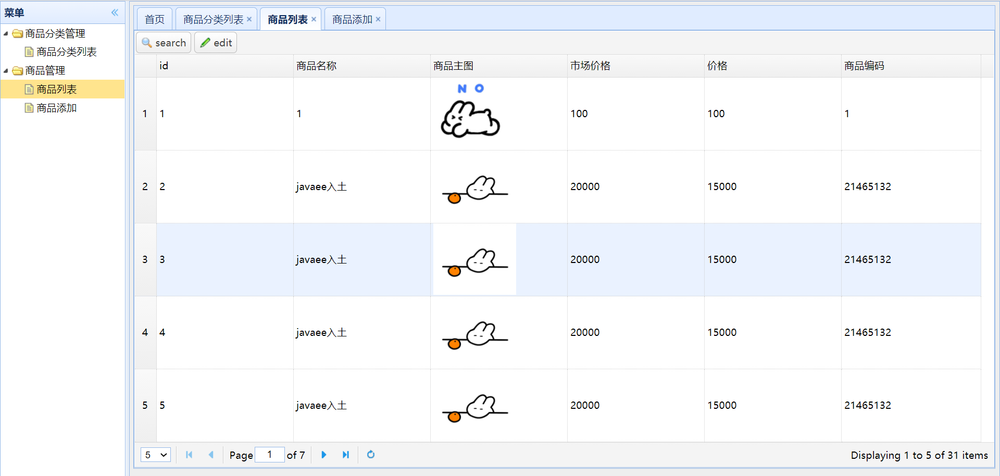 菜单
商品分类管理
商品分类列表
商品管理
商品列表
商品添加
首页 商品分类列表 商品列表 商品添加
search edit
id 商品名称 商品主图 市场价格 价格 商品编码
N O
1 1 1 100 100 1
2 2 javaee入土 20000 15000 21465132
3 3 javaee入土 20000 15000 21465132
4 4 javaee入土 20000 15000 21465132
5 5 javaee入土 20000 15000 21465132
5 Page 1 of 7 Displaying 1 to 5 of 31 items